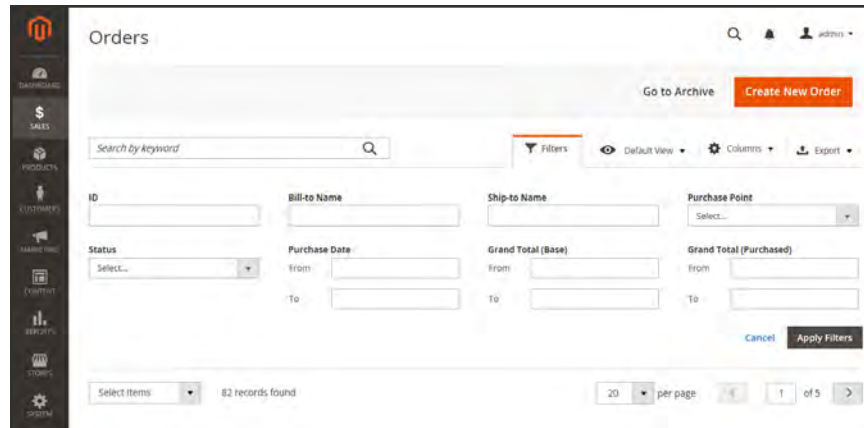 Orders
admin
DASHBOARD
SALES
PRODUCTS
CUSTOMERS
MARKETING
CONTENT
REPORTS
STORES
SYSTEM
Go to Archive
Create New Order
Search by keyword
Filters
Default View
Columns
Export
ID
Bill-to Name
Ship-to Name
Purchase Point
Select...
Status
Purchase Date
Grand Total (Base)
Grand Total (Purchased)
Select...
From
From
From
To
To
To
Cancel
Apply Filters
Select Items
82 records found
20
per page
1
of 5